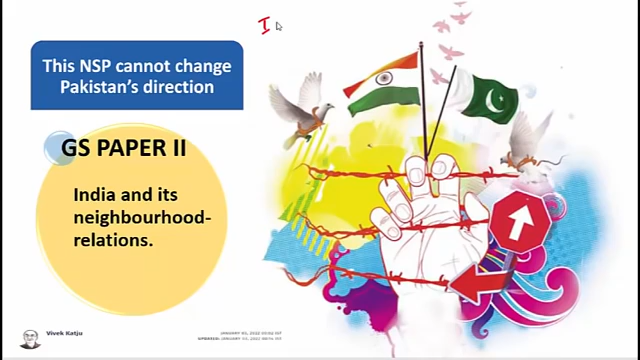 I
This NSP cannot change
Pakistan's direction
GS PAPER II
India and its
neighbourhood-
relations.
Vivek Katju